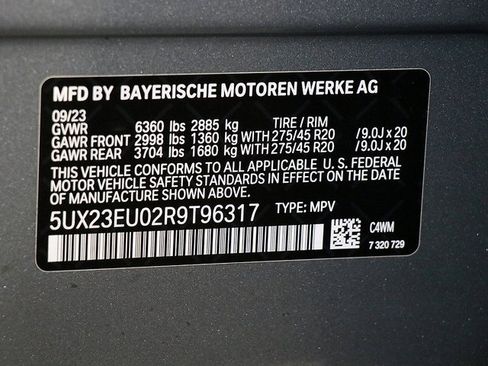 MFD BY BAYERISCHE MOTOREN WERKE AG
09/23
GVWR 6360 lbs 2885 kg TIRE / RIM
GAWR FRONT 2998 lbs 1360 kg WITH 275/45 R20 /9.0J x 20
GAWR REAR 3704 lbs 1680 kg WITH 275/45 R20 /9.0J x 20
THIS VEHICLE CONFORMS TO ALL APPLICABLE U. S. FEDERAL
MOTOR VEHICLE SAFETY STANDARDS IN EFFECT ON THE DATE
OF MANUFACTURE SHOWN ABOVE.
5UX23EU02R9T96317 TYPE: MPV
C4WM
7 320 729